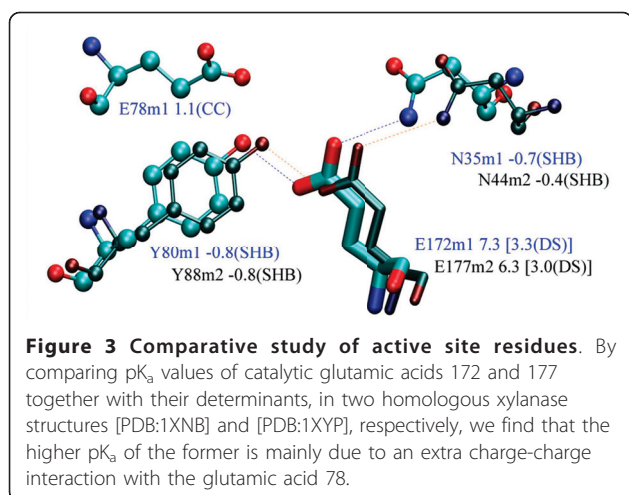 E78m1 1.1(CC)
N35m1 -0.7(SHB)
N44m2 -0.4(SHB)
Y80m1 -0.8(SHB)
Y88m2 -0.8(SHB)
E172m1 7.3 [3.3(DS)]
E177m2 6.3 [3.0(DS)]
Figure 3 Comparative study of active site residues. By
comparing pKa values of catalytic glutamic acids 172 and 177
together with their determinants, in two homologous xylanase
structures [PDB:1XNB] and [PDB:1XYP], respectively, we find that the
higher pKa of the former is mainly due to an extra charge-charge
interaction with the glutamic acid 78.